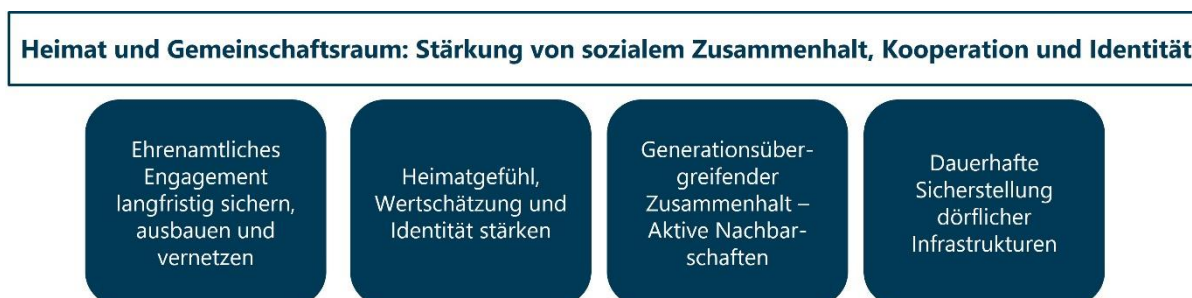 Heimat und Gemeinschaftsraum: Stärkung von sozialem Zusammenhalt, Kooperation und Identität
Ehrenamtliches
Engagement
langfristig sichern,
ausbauen und
vernetzen
Heimatgefühl,
Wertschätzung und
Identität stärken
Generationsüber-
greifender
Zusammenhalt –
Aktive Nachbar-
schaften
Dauerhafte
Sicherstellung
dörflicher
Infrastrukturen